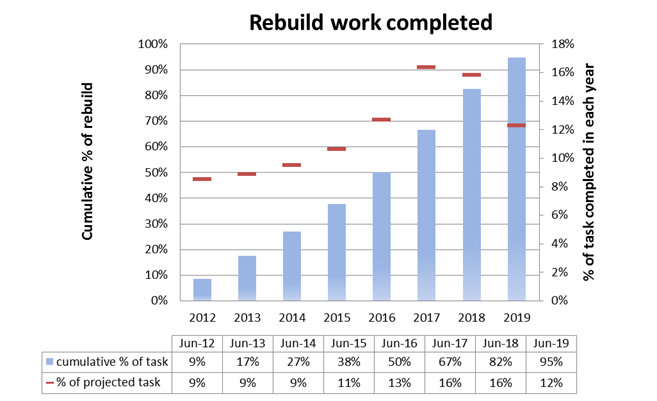 Rebuild work completed
100% 18%
90% 16%
80% 14%
70% 12%
60% 10%
50% 8%
40% 6%
30% 4%
20% 2%
10% 0%
0%
Cumulative % of rebuild
% of task completed in each year
2012 2013 2014 2015 2016 2017 2018 2019
Jun-12 Jun-13 Jun-14 Jun-15 Jun-16 Jun-17 Jun-18 Jun-19
cumulative % of task 9% 17% 27% 38% 50% 67% 82% 95%
% of projected task 9% 9% 9% 11% 13% 16% 16% 12%